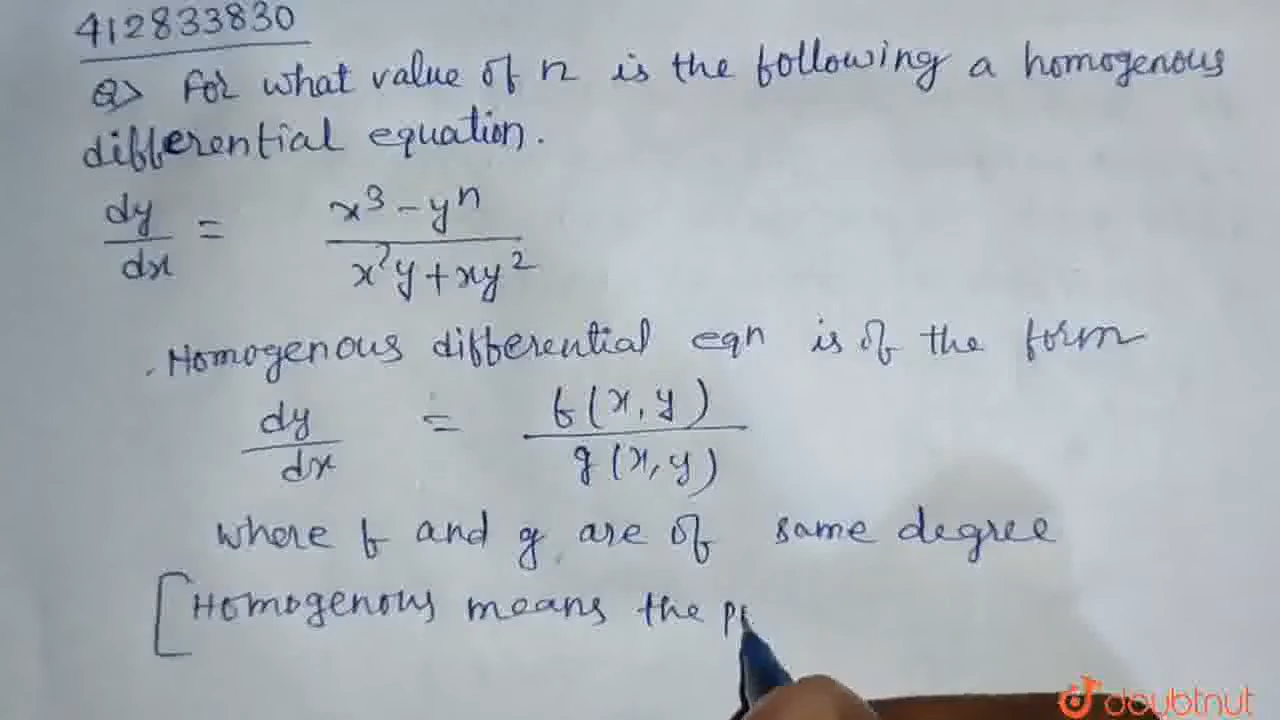 412833830
Q> For what value of n is the following a homogenous
differential equation.
dy/dx = x³-yⁿ/x²y+xy²
Homogenous differential eqn is of the form
dy/dx = f(x,y)/g(x,y)
where f and g are of same degree
[Homogenous means the
doubtnut